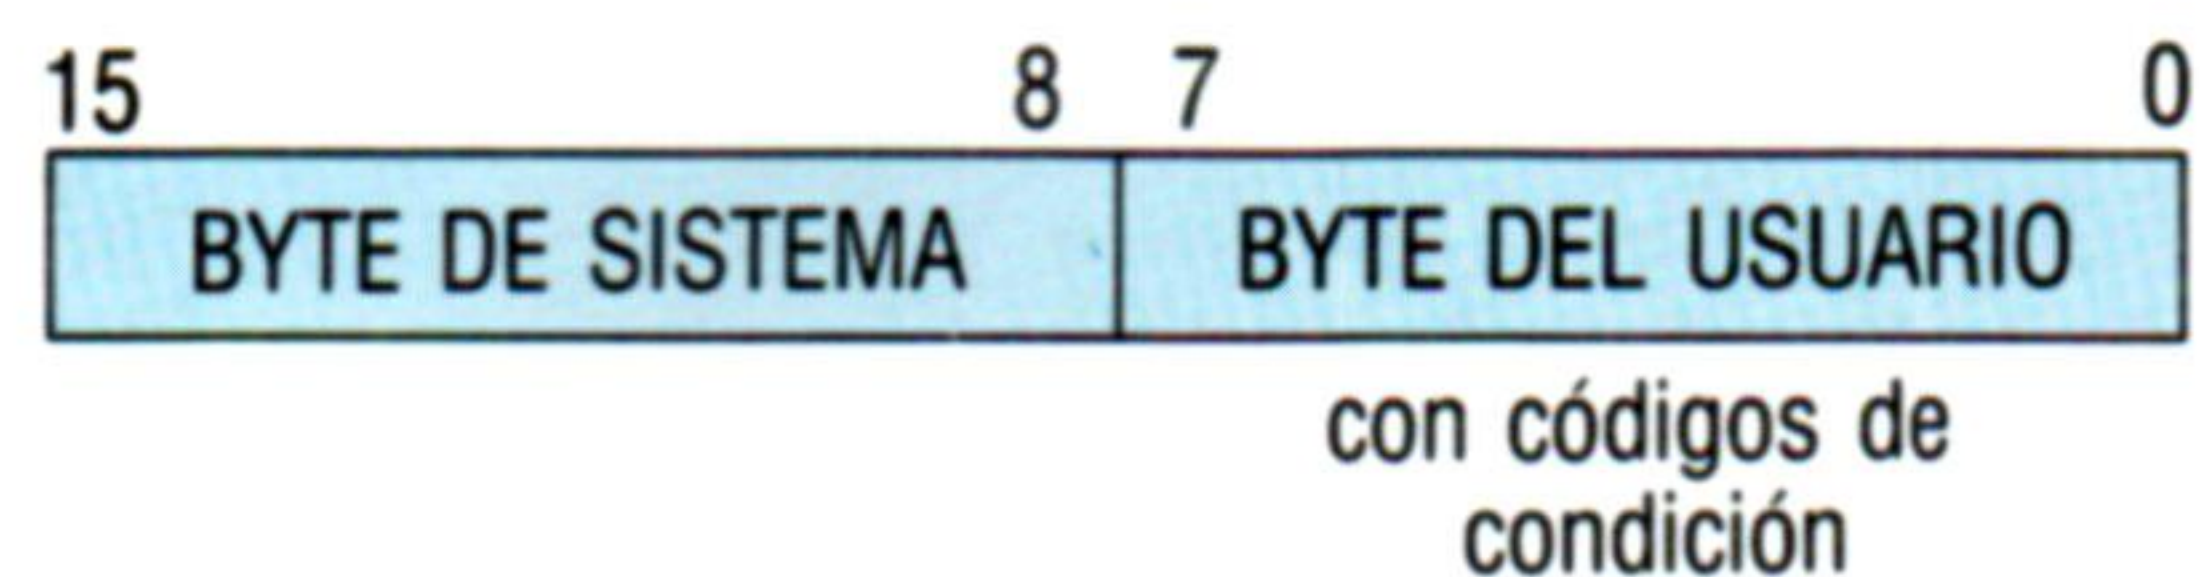 15 8 7 0
BYTE DE SISTEMA BYTE DEL USUARIO
con códigos de
condición